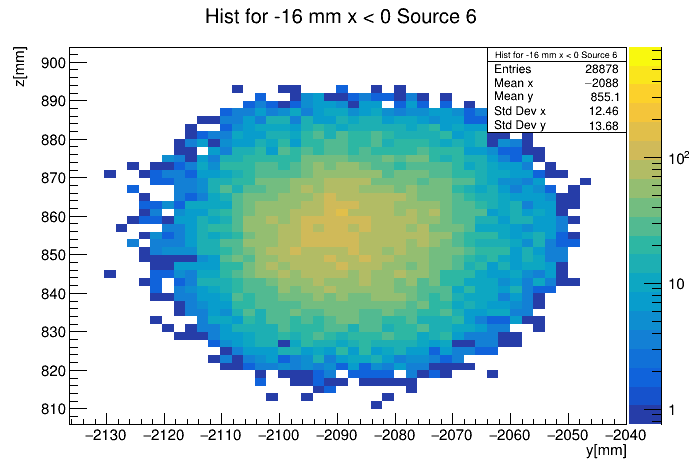 Hist for -16 mm x < 0 Source 6
z[mm]
900
890
880
870
860
850
840
830
820
810
Hist for -16 mm x < 0 Source 6
Entries 28878
Mean x −2088
Mean y 855.1
Std Dev x 12.46
Std Dev y 13.68
10²
10
1
−2130 −2120 −2110 −2100 −2090 −2080 −2070 −2060 −2050 −2040
y[mm]